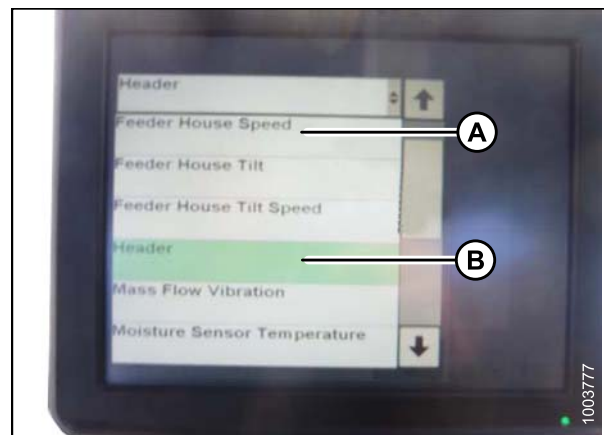 Header
Feeder House Speed
A
Feeder House Tilt
Feeder House Tilt Speed
Header
B
Mass Flow Vibration
Moisture Sensor Temperature
1003777